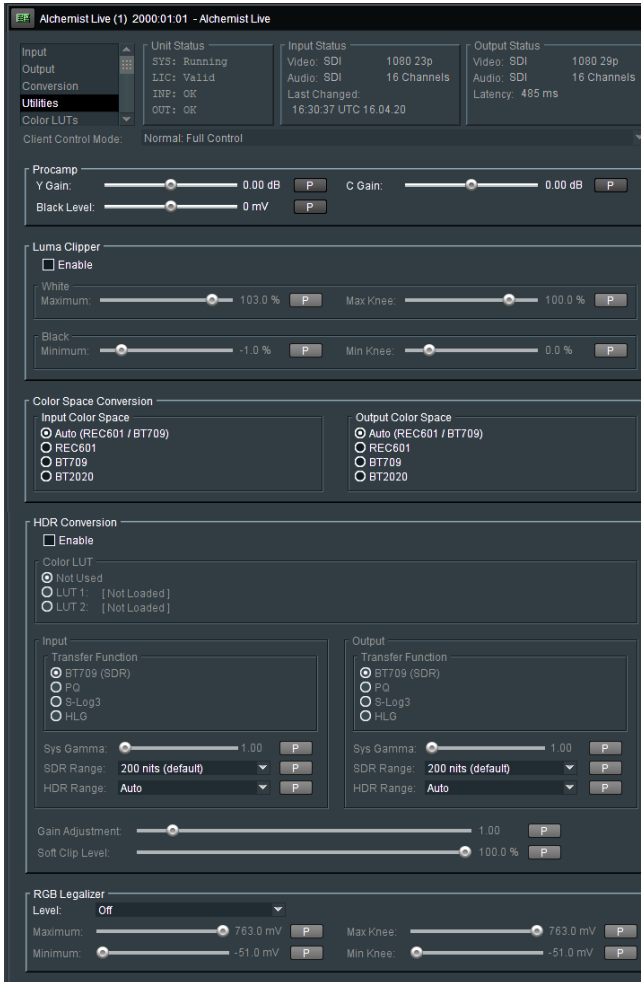 Alchemist Live (1) 2000:01:01 - Alchemist Live
Input
Output
Conversion
Utilities
Color LUTs
Unit Status
SYS: Running
LIC: Valid
INP: OK
OUT: OK
Input Status
Video: SDI 1080 23p
Audio: SDI 16 Channels
Last Changed:
16:30:37 UTC 16.04.20
Output Status
Video: SDI 1080 29p
Audio: SDI 16 Channels
Latency: 485 ms
Client Control Mode: Normal: Full Control
Procamp
Y Gain: 0.00 dB P C Gain: 0.00 dB P
Black Level: 0 mV P
Luma Clipper
Enable
White
Maximum: 103.0 % P Max Knee: 100.0 % P
Black
Minimum: -1.0 % P Min Knee: 0.0 % P
Color Space Conversion
Input Color Space
Auto (REC601 / BT709)
REC601
BT709
BT2020
Output Color Space
Auto (REC601 / BT709)
REC601
BT709
BT2020
HDR Conversion
Enable
Color LUT
Not Used
LUT 1: [ Not Loaded ]
LUT 2: [ Not Loaded ]
Input
Transfer Function
BT709 (SDR)
PQ
S-Log3
HLG
Sys Gamma: 1.00 P
SDR Range: 200 nits (default) P
HDR Range: Auto P
Output
Transfer Function
BT709 (SDR)
PQ
S-Log3
HLG
Sys Gamma: 1.00 P
SDR Range: 200 nits (default) P
HDR Range: Auto P
Gain Adjustment: 1.00 P
Soft Clip Level: 100.0 % P
RGB Legalizer
Level: Off
Maximum: 763.0 mV P Max Knee: 763.0 mV P
Minimum: -51.0 mV P Min Knee: -51.0 mV P